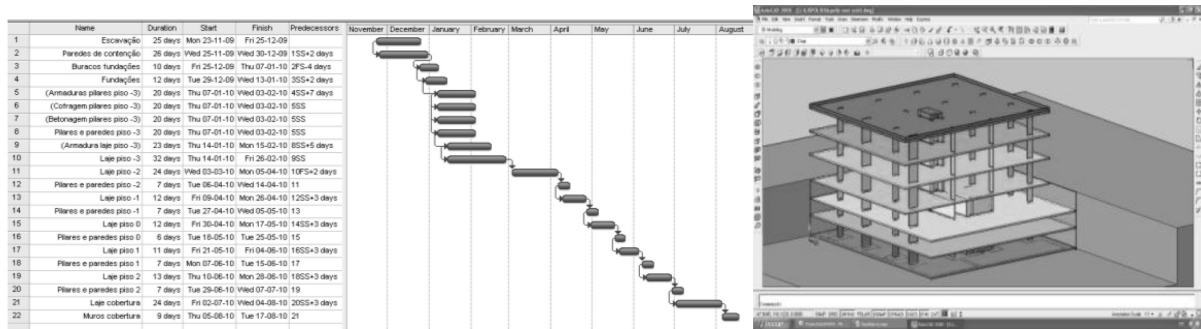 Name Duration Start Finish Predecessors November December January February March April May June July August
1 Escavação 25 days Mon 23-11-09 Fri 25-12-09
2 Paredes de contenção 26 days Wed 25-11-09 Wed 30-12-09 1SS+2 days
3 Buracos fundações 10 days Fri 25-12-09 Thu 07-01-10 2FS-4 days
4 Fundações 12 days Tue 29-12-09 Wed 13-01-10 3SS+2 days
5 (Armaduras pilares piso -3) 20 days Thu 07-01-10 Wed 03-02-10 4SS+7 days
6 (Cofragem pilares piso -3) 20 days Thu 07-01-10 Wed 03-02-10 5SS
7 (Betonagem pilares piso -3) 20 days Thu 07-01-10 Wed 03-02-10 5SS
8 Pilares e paredes piso -3 20 days Thu 07-01-10 Wed 03-02-10 5SS
9 (Armadura laje piso -3) 23 days Thu 14-01-10 Mon 15-02-10 8SS+5 days
10 Laje piso -3 32 days Thu 14-01-10 Fri 26-02-10 9SS
11 Laje piso -2 24 days Wed 03-03-10 Mon 05-04-10 10FS+2 days
12 Pilares e paredes piso -2 7 days Tue 06-04-10 Wed 14-04-10 11
13 Laje piso -1 12 days Fri 09-04-10 Mon 26-04-10 12SS+3 days
14 Pilares e paredes piso -1 7 days Tue 27-04-10 Wed 05-05-10 13
15 Laje piso 0 12 days Fri 30-04-10 Mon 17-05-10 14SS+3 days
16 Pilares e paredes piso 0 6 days Tue 18-05-10 Tue 25-05-10 15
17 Laje piso 1 11 days Fri 21-05-10 Fri 04-06-10 16SS+3 days
18 Pilares e paredes piso 1 7 days Mon 07-06-10 Tue 15-06-10 17
19 Laje piso 2 13 days Thu 10-06-10 Mon 28-06-10 18SS+3 days
20 Pilares e paredes piso 2 7 days Tue 29-06-10 Wed 07-07-10 19
21 Laje cobertura 24 days Fri 02-07-10 Wed 04-08-10 20SS+3 days
22 Muros cobertura 9 days Thu 05-08-10 Tue 17-08-10 21